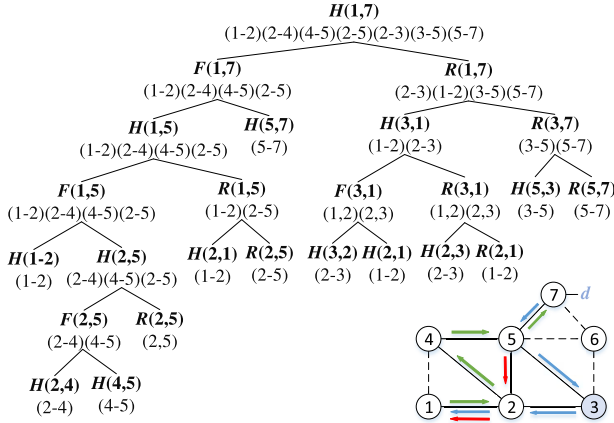 H(1,7)
(1-2)(2-4)(4-5)(2-5)(2-3)(3-5)(5-7)
F(1,7) R(1,7)
(1-2)(2-4)(4-5)(2-5) (2-3)(1-2)(3-5)(5-7)
H(1,5) H(5,7) H(3,1) R(3,7)
(1-2)(2-4)(4-5)(2-5) (5-7) (1-2)(2-3) (3-5)(5-7)
F(1,5) R(1,5) F(3,1) R(3,1) H(5,3) R(5,7)
(1-2)(2-4)(4-5)(2-5) (1-2)(2-5) (1,2)(2,3) (1,2)(2,3) (3-5) (5-7)
H(1-2) H(2,5) H(2,1) R(2,5) H(3,2) H(2,1) H(2,3) R(2,1)
(1-2) (2-4)(4-5)(2-5) (1-2) (2-5) (2-3) (1-2) (2-3) (1-2)
F(2,5) R(2,5)
(2-4)(4-5) (2,5)
H(2,4) H(4,5)
(2-4) (4-5)
7 d
4 5 6
1 2 3